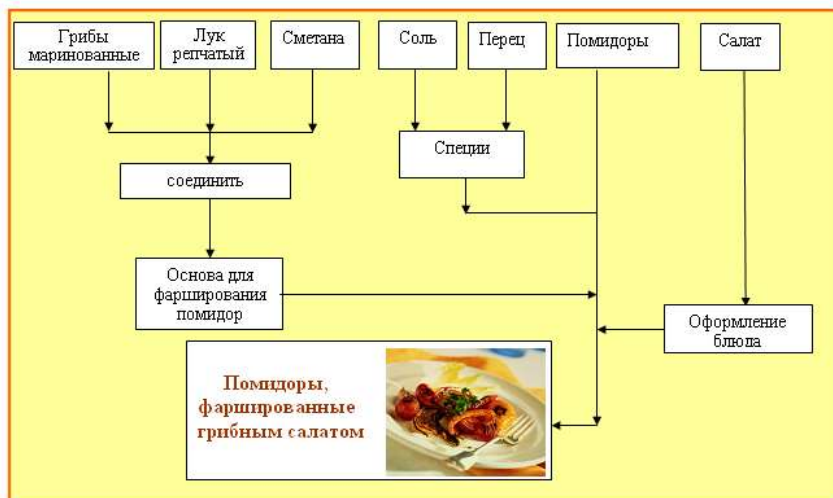 Грибы
маринованные
Лук
репчатый
Сметана
Соль
Перец
Помидоры
Салат
Специи
соединить
Основа для
фарширования
помидор
Оформление
блюда
Помидоры,
фаршированные
грибным салатом